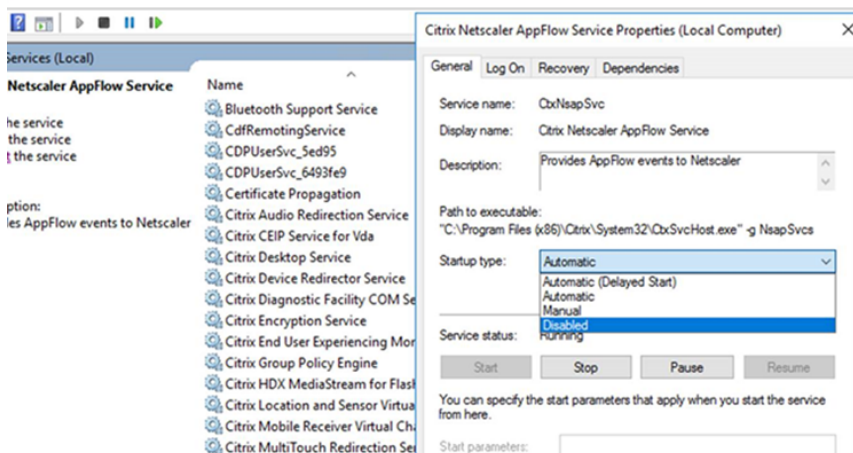 Services (Local)
Netscaler AppFlow Service
he service
the service
t the service
ption:
les AppFlow events to Netscaler
Name
Bluetooth Support Service
CdfRemotingService
CDPUserSvc_5ed95
CDPUserSvc_6493fe9
Certificate Propagation
Citrix Audio Redirection Service
Citrix CEIP Service for Vda
Citrix Desktop Service
Citrix Device Redirector Service
Citrix Diagnostic Facility COM Se
Citrix Encryption Service
Citrix End User Experiencing Mor
Citrix Group Policy Engine
Citrix HDX MediaStream for Flash
Citrix Location and Sensor Virtua
Citrix Mobile Receiver Virtual Cha
Citrix MultiTouch Redirection Ser
Citrix Netscaler AppFlow Service Properties (Local Computer)
General Log On Recovery Dependencies
Service name: CtxNsapSvc
Display name: Citrix Netscaler AppFlow Service
Description: Provides AppFlow events to Netscaler
Path to executable:
"C:\Program Files (x86)\Citrix\System32\CtxSvcHost.exe" -g NsapSvcs
Startup type: Automatic
Automatic (Delayed Start)
Automatic
Manual
Disabled
Service status: Running
Start Stop Pause Resume
You can specify the start parameters that apply when you start the service
from here.
Start parameters: